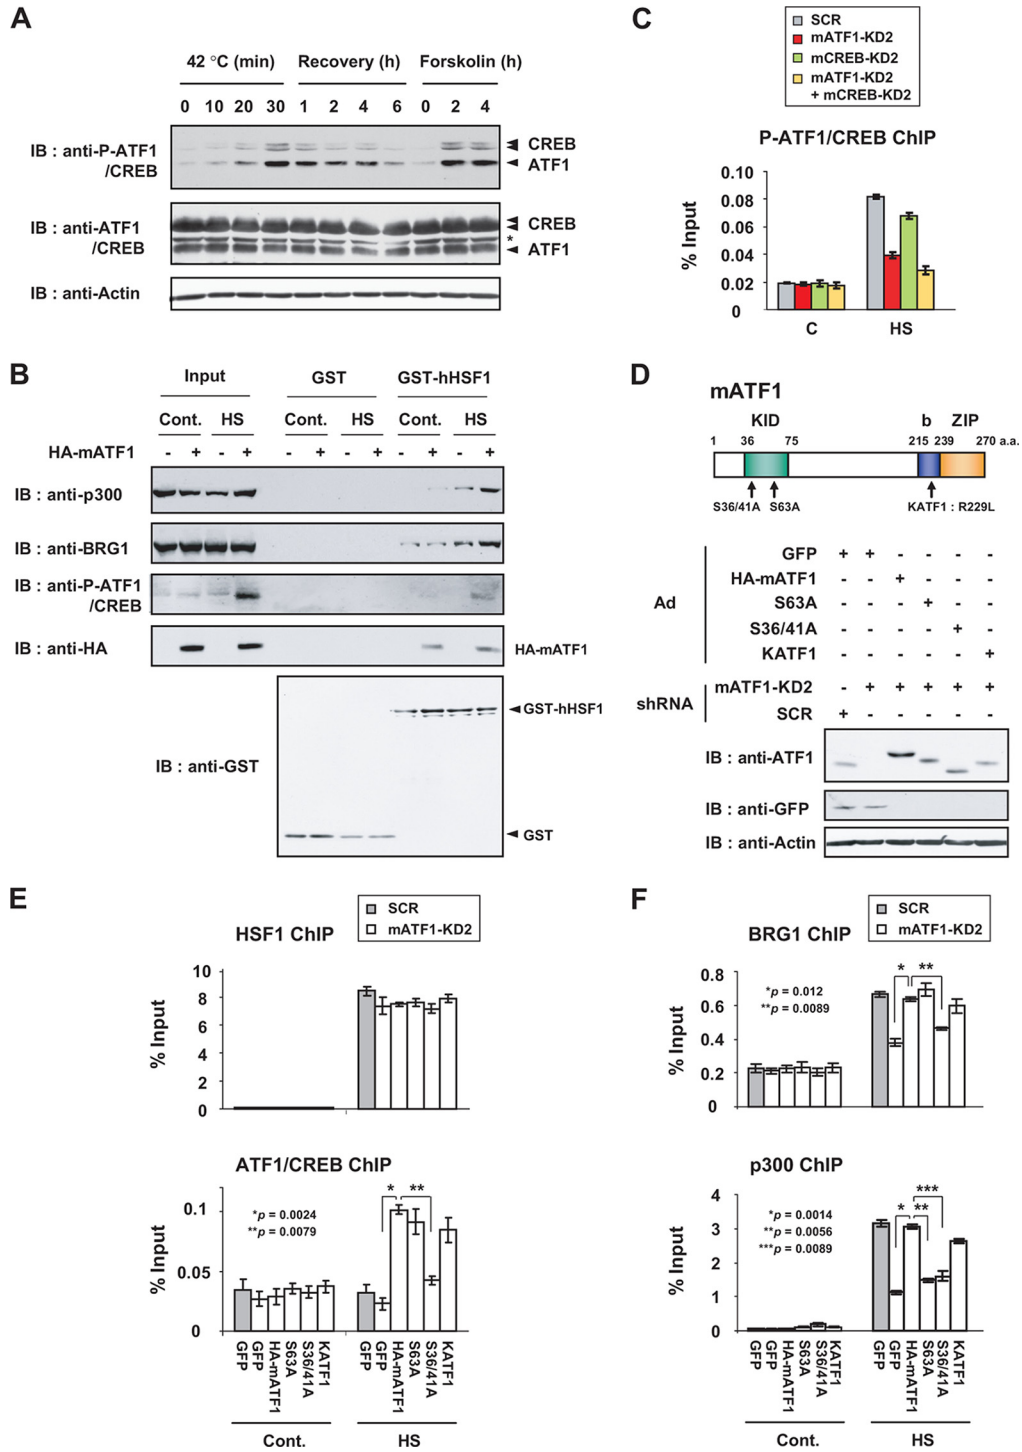 A
42 °C (min) Recovery (h) Forskolin (h)
0 10 20 30 1 2 4 6 0 2 4
IB : anti-P-ATF1
/CREB
CREB
ATF1
IB : anti-ATF1
/CREB
CREB
*
ATF1
IB : anti-Actin
B
Input GST GST-hHSF1
Cont. HS Cont. HS Cont. HS
HA-mATF1 - + - + - + - + - + - +
IB : anti-p300
IB : anti-BRG1
IB : anti-P-ATF1
/CREB
IB : anti-HA
HA-mATF1
IB : anti-GST
GST-hHSF1
GST
C
SCR
mATF1-KD2
mCREB-KD2
mATF1-KD2
+ mCREB-KD2
P-ATF1/CREB ChIP
% Input
0.10
0.08
0.06
0.04
0.02
0
C HS
D
mATF1
KID b ZIP
1 36 75 215 239 270 a.a.
S36/41A S63A KATF1 : R229L
Ad
GFP + + - - - -
HA-mATF1 - - + - - -
S63A - - - + - -
S36/41A - - - - + -
KATF1 - - - - - +
shRNA
mATF1-KD2 - + + + + +
SCR + - - - - -
IB : anti-ATF1
IB : anti-GFP
IB : anti-Actin
E
SCR
mATF1-KD2
HSF1 ChIP
% Input
10
8
6
4
2
0
ATF1/CREB ChIP
% Input
0.1
0.05
0
*p = 0.0024
**p = 0.0079
* **
GFP GFP HA-mATF1 S63A S36/41A KATF1 GFP GFP HA-mATF1 S63A S36/41A KATF1
Cont. HS
F
SCR
mATF1-KD2
BRG1 ChIP
% Input
0.8
0.6
0.4
0.2
0
*p = 0.012
**p = 0.0089
* **
p300 ChIP
% Input
4
3
2
1
0
*p = 0.0014
**p = 0.0056
***p = 0.0089
***
* **
GFP GFP HA-mATF1 S63A S36/41A KATF1 GFP GFP HA-mATF1 S63A S36/41A KATF1
Cont. HS